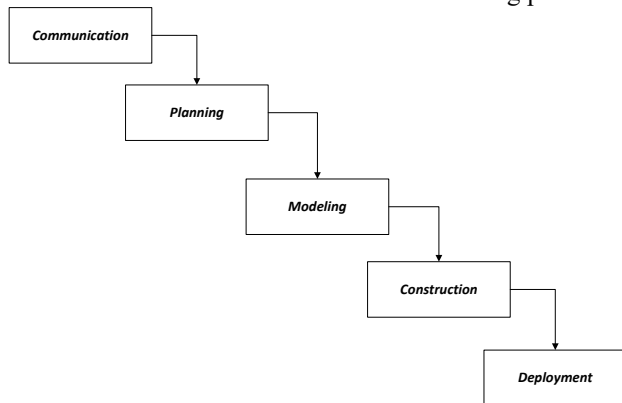 g p
Communication
Planning
Modeling
Construction
Deployment